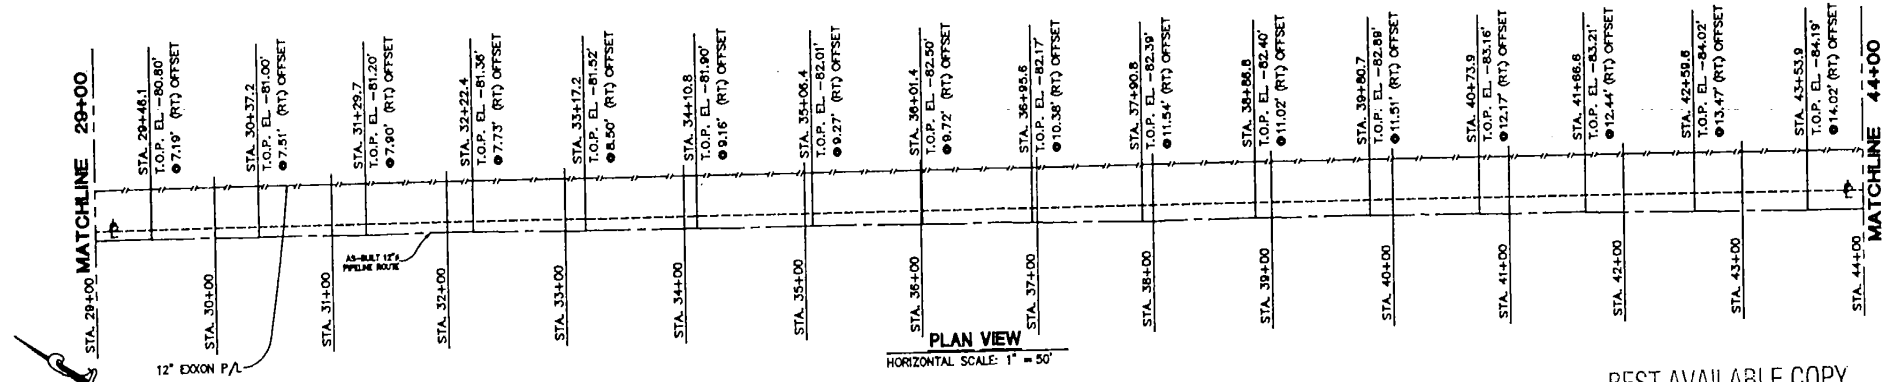 MATCHLINE 29+00
STA. 29+46.1
T.O.P. EL -80.80'
@ 7.19' (RT.) OFFSET
STA. 30+37.2
T.O.P. EL -81.00'
@ 7.51' (RT.) OFFSET
STA. 31+29.7
T.O.P. EL -81.20'
@ 7.90' (RT.) OFFSET
STA. 32+22.4
T.O.P. EL -81.36'
@ 7.73' (RT.) OFFSET
STA. 33+17.2
T.O.P. EL -81.52'
@ 8.50' (RT.) OFFSET
STA. 34+10.8
T.O.P. EL -81.90'
@ 9.16' (RT.) OFFSET
STA. 35+06.4
T.O.P. EL -82.01'
@ 9.27' (RT.) OFFSET
STA. 36+01.4
T.O.P. EL -82.50'
@ 9.72' (RT.) OFFSET
STA. 36+95.6
T.O.P. EL -82.17'
@ 10.38' (RT.) OFFSET
STA. 37+90.8
T.O.P. EL -82.39'
@ 11.54' (RT.) OFFSET
STA. 38+86.8
T.O.P. EL -82.40'
@ 11.02' (RT.) OFFSET
STA. 39+80.7
T.O.P. EL -82.89'
@ 11.51' (RT.) OFFSET
STA. 40+73.9
T.O.P. EL -83.16'
@ 12.17' (RT.) OFFSET
STA. 41+66.6
T.O.P. EL -83.21'
@ 12.44' (RT.) OFFSET
STA. 42+59.6
T.O.P. EL -84.02'
@ 13.47' (RT.) OFFSET
STA. 43+53.9
T.O.P. EL -84.19'
@ 14.02' (RT.) OFFSET
MATCHLINE 44+00
AS-BUILT 12"ø
PIPELINE ROUTE
STA. 29+00
STA. 30+00
STA. 31+00
STA. 32+00
STA. 33+00
STA. 34+00
STA. 35+00
STA. 36+00
STA. 37+00
STA. 38+00
STA. 39+00
STA. 40+00
STA. 41+00
STA. 42+00
STA. 43+00
STA. 44+00
12" EXXON P/L
PLAN VIEW
HORIZONTAL SCALE: 1" = 50'
BEST AVAILABLE COPY